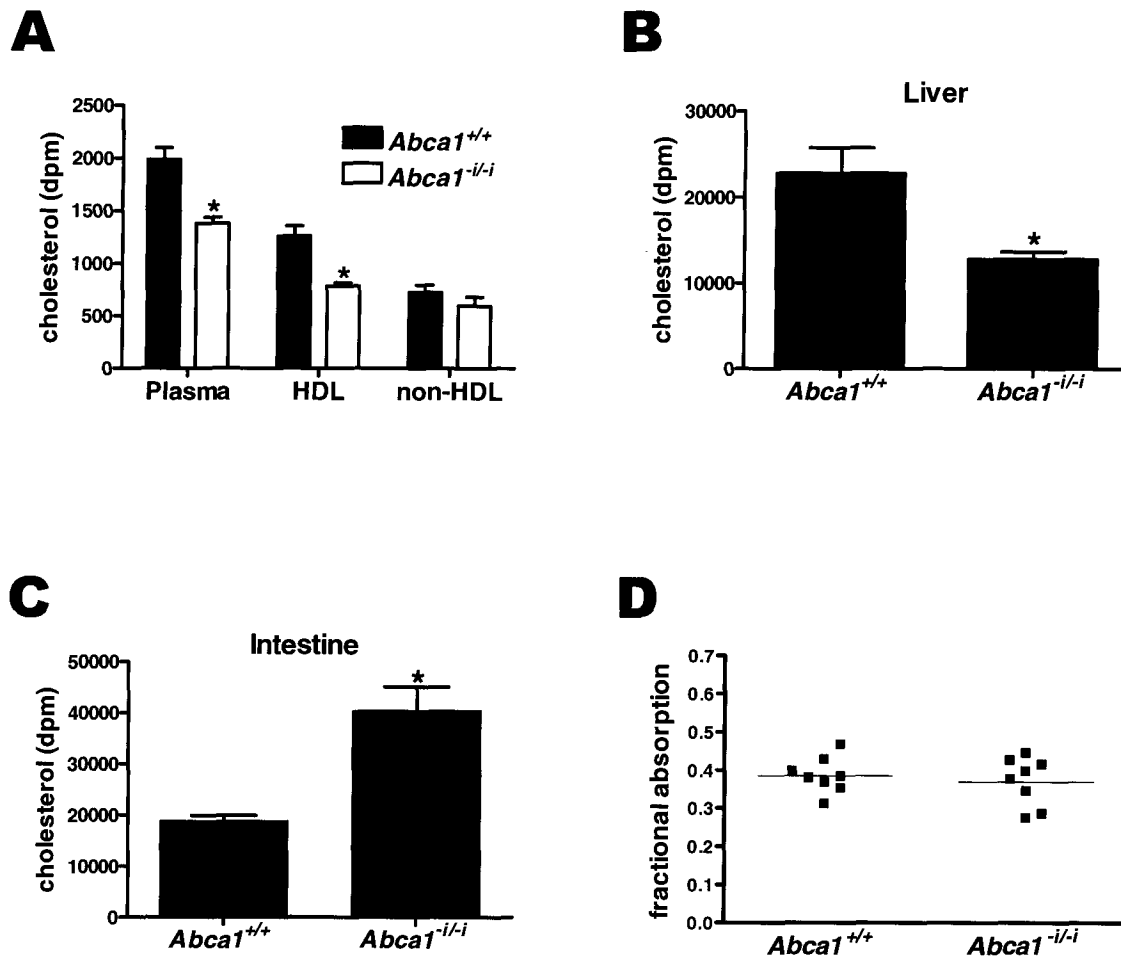 A
cholesterol (dpm)
2500
2000
1500
1000
500
0
Abca1+/+
Abca1-i/-i
*
*
Plasma HDL non-HDL
B
Liver
cholesterol (dpm)
30000
20000
10000
0
*
Abca1+/+ Abca1-i/-i
C
Intestine
cholesterol (dpm)
50000
40000
30000
20000
10000
0
*
Abca1+/+ Abca1-i/-i
D
fractional absorption
0.7
0.6
0.5
0.4
0.3
0.2
0.1
0.0
Abca1+/+ Abca1-i/-i